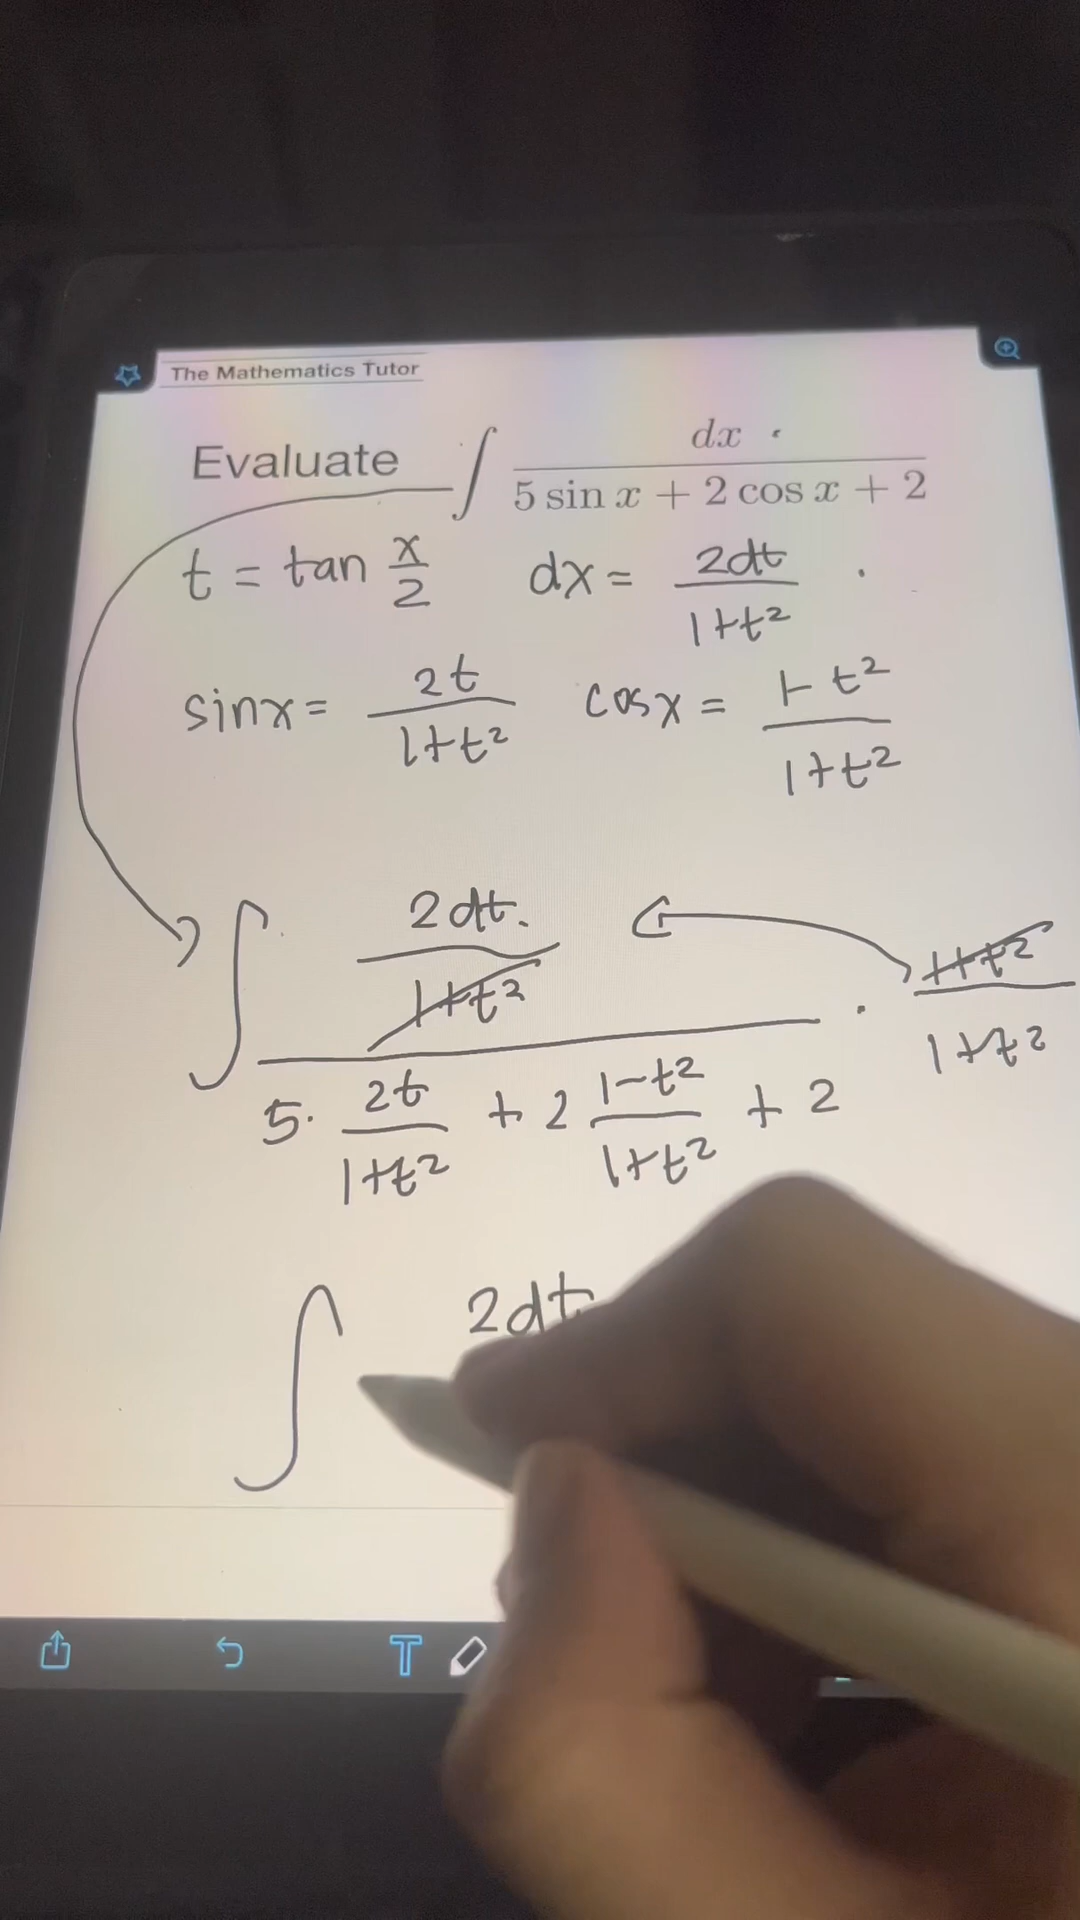 The Mathematics Tutor
Evaluate ∫ dx / (5 sin x + 2 cos x + 2)
t = tan x/2    dx = 2dt / (1+t²) .
sinx = 2t / (1+t²)    cosx = (1-t²) / (1+t²)
∫ (2dt. / (1+t²)) / (5. 2t/(1+t²) + 2 (1-t²)/(1+t²) + 2) . (1+t²)/(1+t²)
∫ 2dt
T